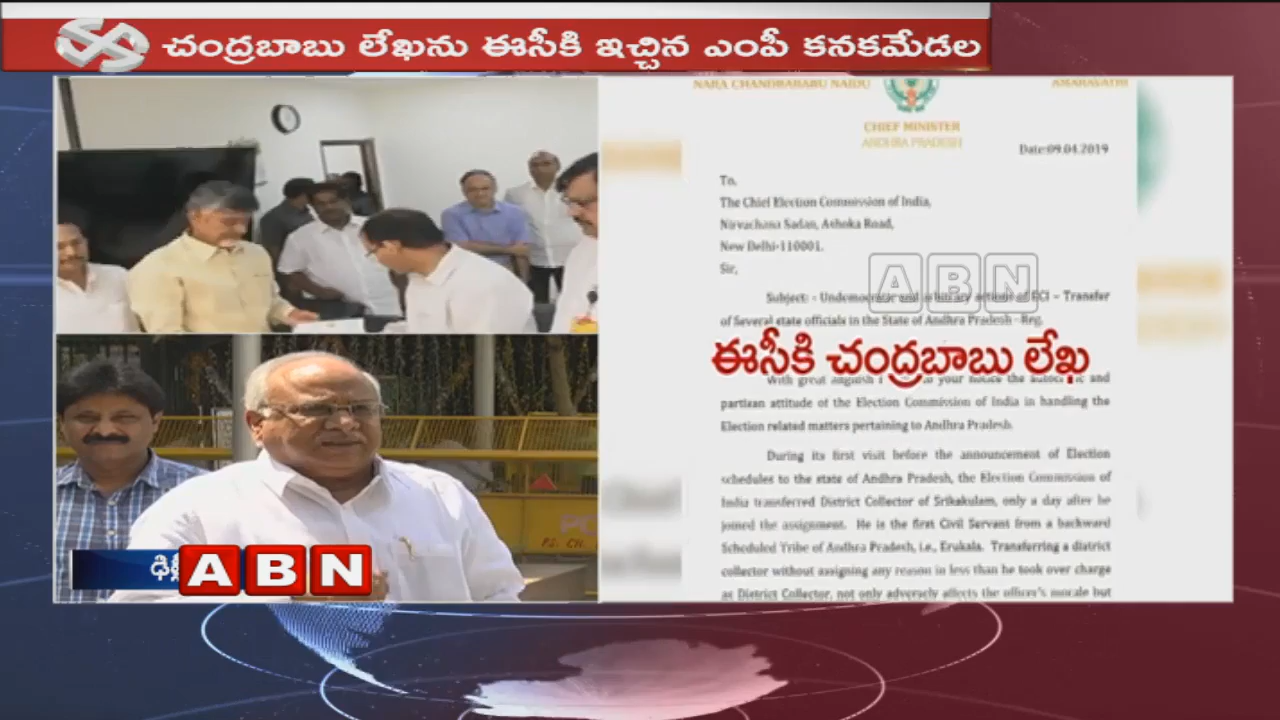 చంద్రబాబు లేఖను ఈసీకి ఇచ్చిన ఎంపీ కనకమేడల
NARA CHANDRABABU NAIDU
AMARAVATHI
CHIEF MINISTER
ANDHRA PRADESH
Date:09.04.2019
To,
The Chief Election Commission of India,
Nirvachana Sadan, Ashoka Road,
New Delhi-110001.
Sir,
ABN
Subject: - Undemocratic and arbitrary actions of ECI – Transfer
of Several state officials in the State of Andhra Pradesh –Reg.
ఈసీకి చంద్రబాబు లేఖ
With great anguish I to your notice the and
partisan attitude of the Election Commission of India in handling the
Election related matters pertaining to Andhra Pradesh.
During its first visit before the announcement of Election
schedules to the state of Andhra Pradesh, the Election Commission of
India transferred District Collector of Srikakulam, only a day after he
joined the assignment. He is the first Civil Servant from a backward
Scheduled Tribe of Andhra Pradesh, i.e., Erukala. Transferring a district
collector without assigning any reason in less than he took over charge
as District Collector, not only adversely affects the officer's morale but
ABN